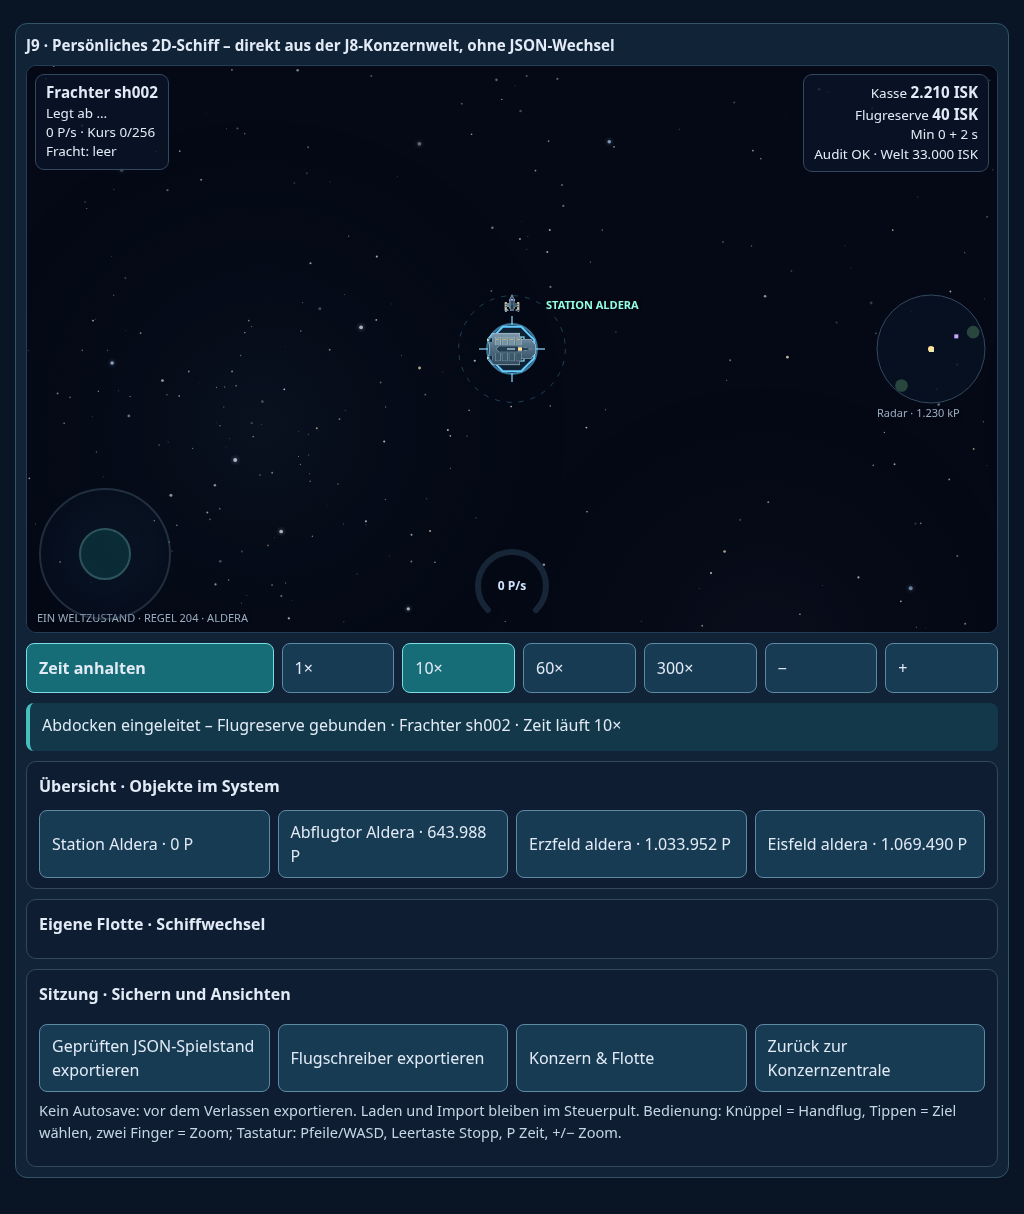 J9 · Persönliches 2D-Schiff – direkt aus der J8-Konzernwelt, ohne JSON-Wechsel
Frachter sh002
Legt ab ...
0 P/s · Kurs 0/256
Fracht: leer
Kasse 2.210 ISK
Flugreserve 40 ISK
Min 0 + 2 s
Audit OK · Welt 33.000 ISK
STATION ALDERA
Radar · 1.230 kP
0 P/s
EIN WELTZUSTAND · REGEL 204 · ALDERA
Zeit anhalten
1×
10×
60×
300×
−
+
Abdocken eingeleitet – Flugreserve gebunden · Frachter sh002 · Zeit läuft 10×
Übersicht · Objekte im System
Station Aldera · 0 P
Abflugtor Aldera · 643.988
P
Erzfeld aldera · 1.033.952 P
Eisfeld aldera · 1.069.490 P
Eigene Flotte · Schiffwechsel
Sitzung · Sichern und Ansichten
Geprüften JSON-Spielstand
exportieren
Flugschreiber exportieren
Konzern & Flotte
Zurück zur
Konzernzentrale
Kein Autosave: vor dem Verlassen exportieren. Laden und Import bleiben im Steuerpult. Bedienung: Knüppel = Handflug, Tippen = Ziel
wählen, zwei Finger = Zoom; Tastatur: Pfeile/WASD, Leertaste Stopp, P Zeit, +/− Zoom.